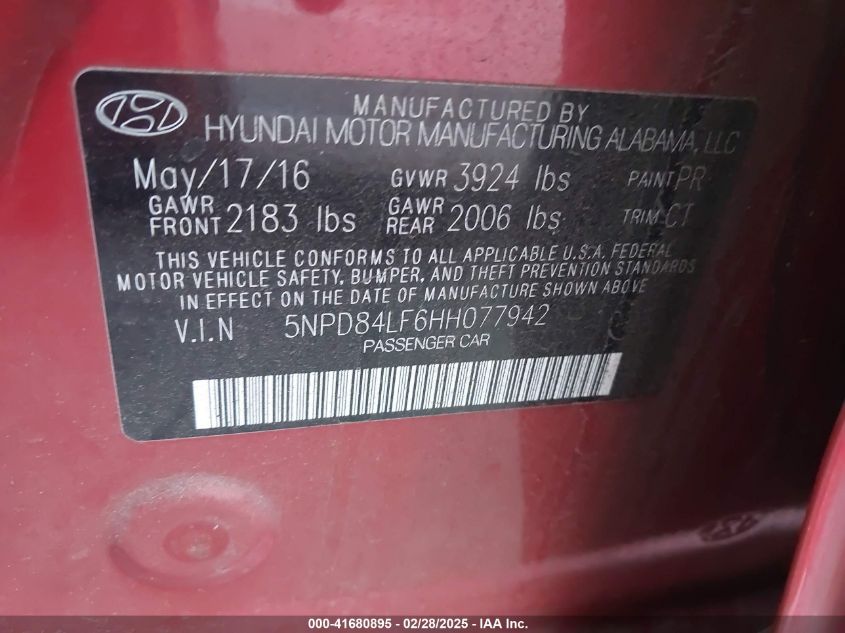 MANUFACTURED BY
HYUNDAI MOTOR MANUFACTURING ALABAMA, LLC
May/17/16 GVWR 3924 lbs PAINT PR
GAWR FRONT 2183 lbs GAWR REAR 2006 lbs TRIM CT
THIS VEHICLE CONFORMS TO ALL APPLICABLE U.S.A. FEDERAL
MOTOR VEHICLE SAFETY, BUMPER, AND THEFT PREVENTION STANDARDS
IN EFFECT ON THE DATE OF MANUFACTURE SHOWN ABOVE
V.I.N 5NPD84LF6HH077942
PASSENGER CAR
000-41680895 - 02/28/2025 - IAA Inc.